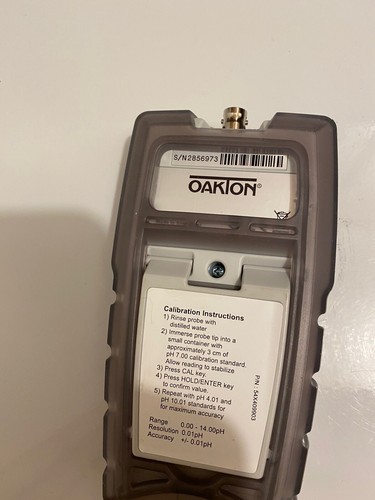 S/N2856973
OAKTON®
Calibration Instructions
1) Rinse probe with
distilled water
2) Immerse probe tip into a
small container with
approximately 3 cm of
pH 7.00 calibration standard.
Allow reading to stabilize
3) Press CAL key.
4) Press HOLD/ENTER key
to confirm value.
5) Repeat with pH 4.01 and
pH 10.01 standards for
for maximum accuracy
Range 0.00 - 14.00pH
Resolution 0.01pH
Accuracy +/- 0.01pH
P/N: 54X409903